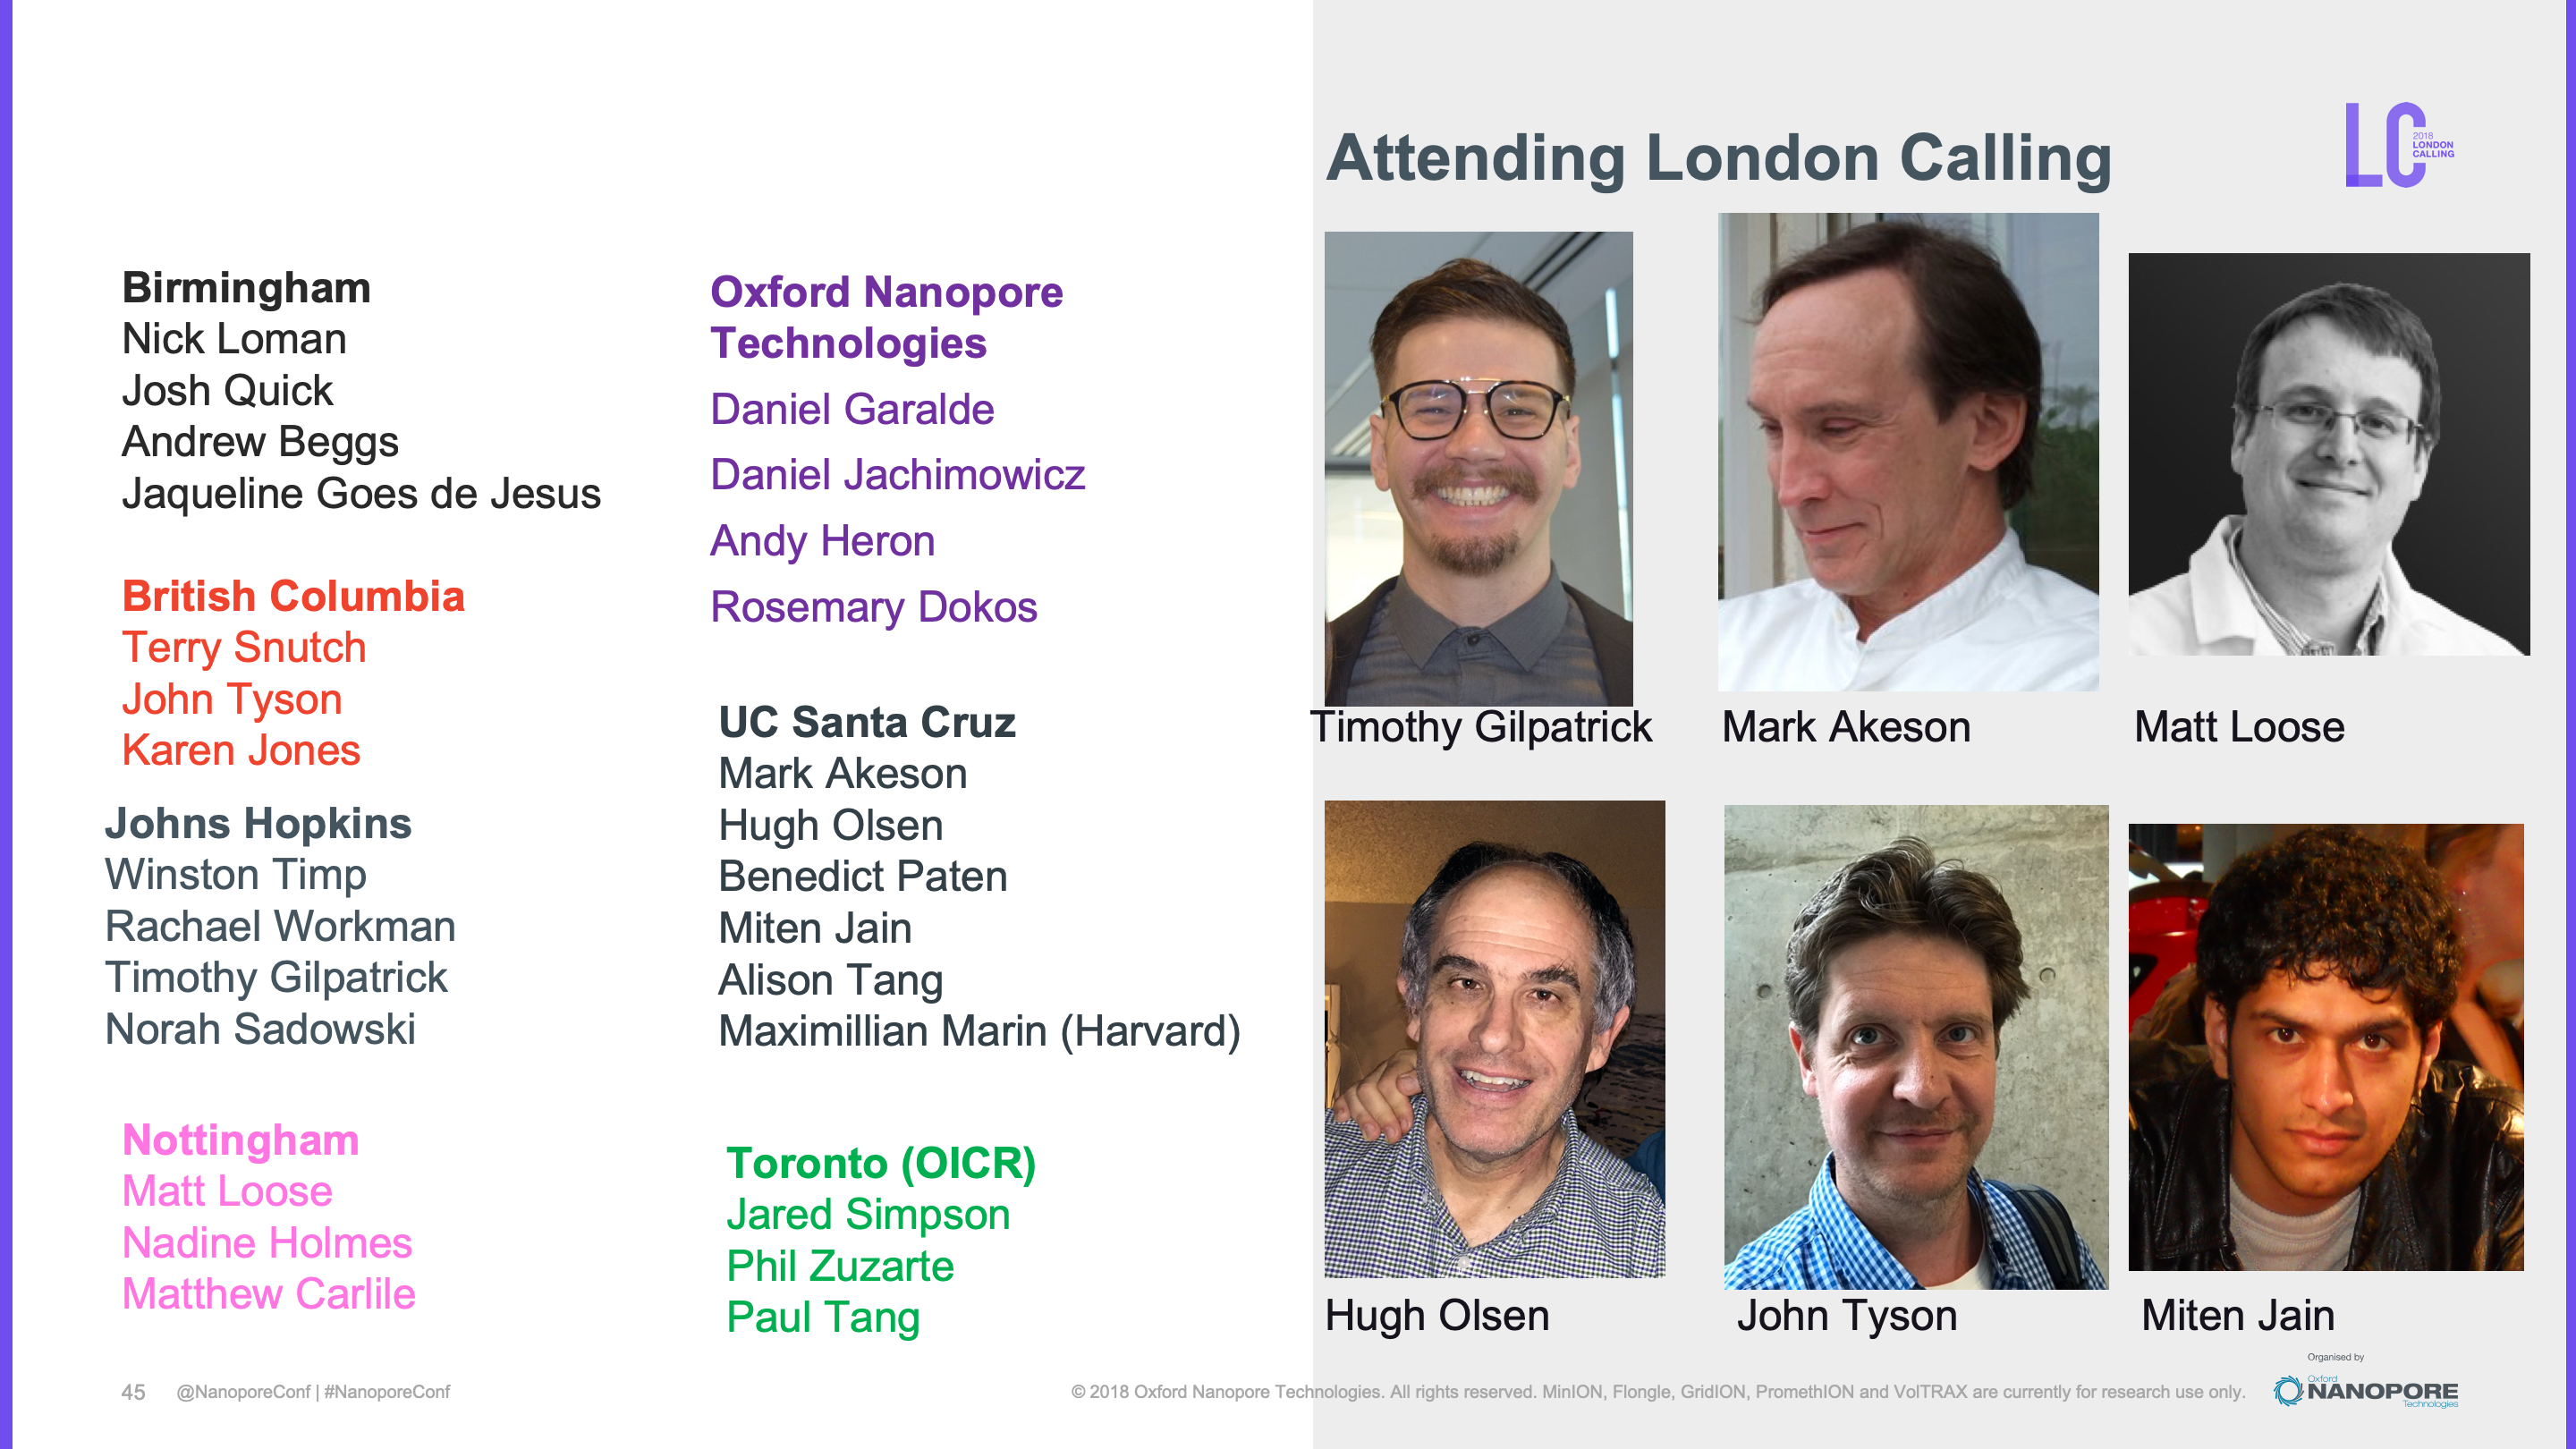 Attending London Calling
LC
2018
LONDON
CALLING
Birmingham
Nick Loman
Josh Quick
Andrew Beggs
Jaqueline Goes de Jesus
British Columbia
Terry Snutch
John Tyson
Karen Jones
Johns Hopkins
Winston Timp
Rachael Workman
Timothy Gilpatrick
Norah Sadowski
Nottingham
Matt Loose
Nadine Holmes
Matthew Carlile
Oxford Nanopore
Technologies
Daniel Garalde
Daniel Jachimowicz
Andy Heron
Rosemary Dokos
UC Santa Cruz
Mark Akeson
Hugh Olsen
Benedict Paten
Miten Jain
Alison Tang
Maximillian Marin (Harvard)
Toronto (OICR)
Jared Simpson
Phil Zuzarte
Paul Tang
Timothy Gilpatrick
Mark Akeson
Matt Loose
Hugh Olsen
John Tyson
Miten Jain
45
@NanoporeConf | #NanoporeConf
© 2018 Oxford Nanopore Technologies. All rights reserved. MinION, Flongle, GridION, PromethION and VolTRAX are currently for research use only.
Organised by
Oxford
NANOPORE
Technologies